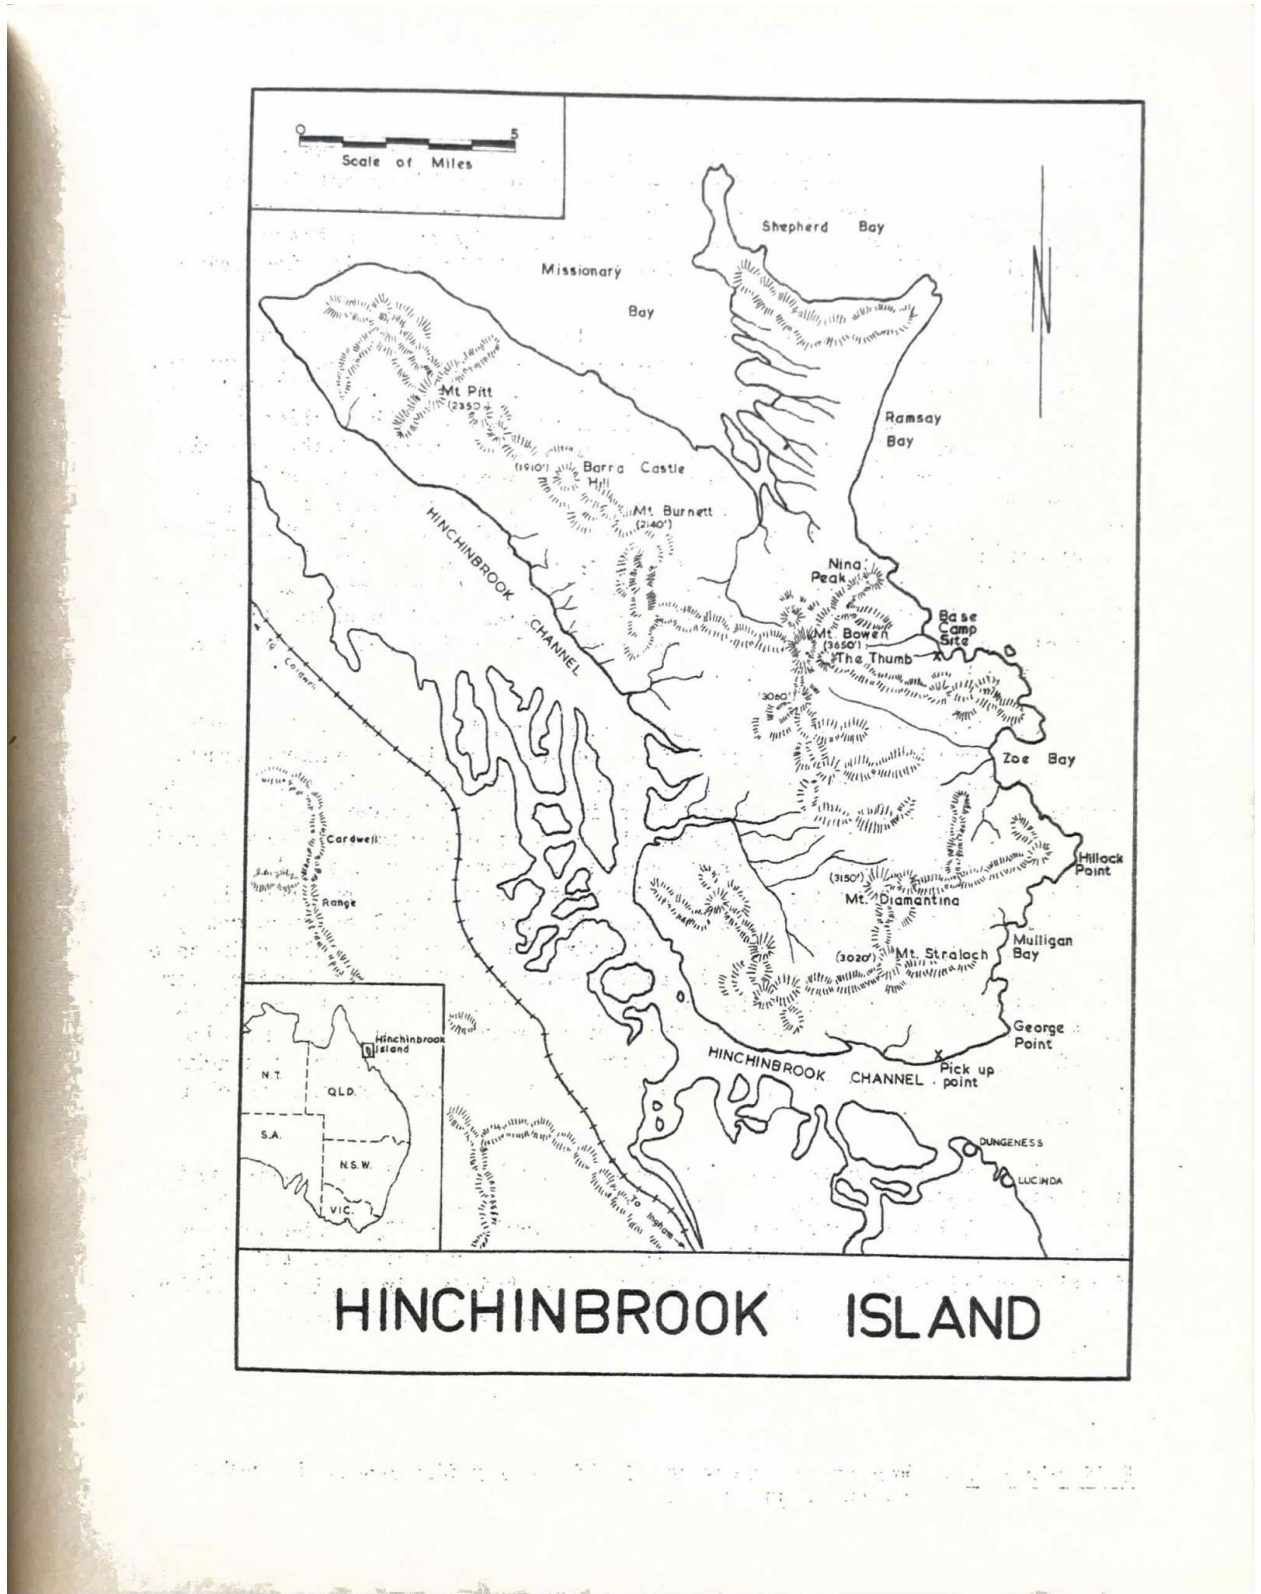 0 5
Scale of Miles
Shepherd Bay
Missionary
Bay
N
Mt Pitt
(2350
Ramsay
Bay
(1910')
Barra Castle
Hill
Mt. Burnett
(2140')
HINCHINBROOK CHANNEL
Nina
Peak
Base
Camp
Site
Mt. Bowen
(3650')
The Thumb
X
To Cardwell
3060'
Zoe Bay
Cardwell
Range
Hillock
Point
(3150')
Mt. Diamantina
Mulligan
Bay
(3020')
Mt. Straloch
George
Point
HINCHINBROOK CHANNEL
X
Pick up
point
Hinchinbrook
Island
N.T.
QLD.
S.A.
N.S.W.
VIC.
DUNGENESS
LUCINDA
To Ingham
HINCHINBROOK ISLAND